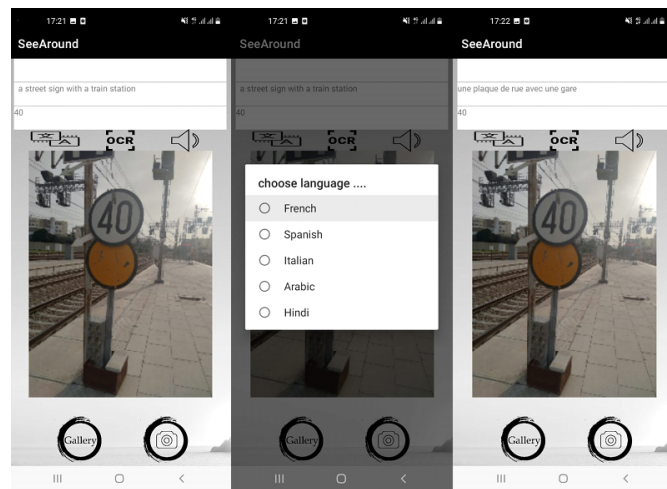 17:21
SeeAround
a street sign with a train station
40
OCR
40
Gallery
17:21
SeeAround
a street sign with a train station
40
OCR
choose language ....
French
Spanish
Italian
Arabic
Hindi
Gallery
17:22
SeeAround
une plaque de rue avec une gare
40
OCR
40
Gallery